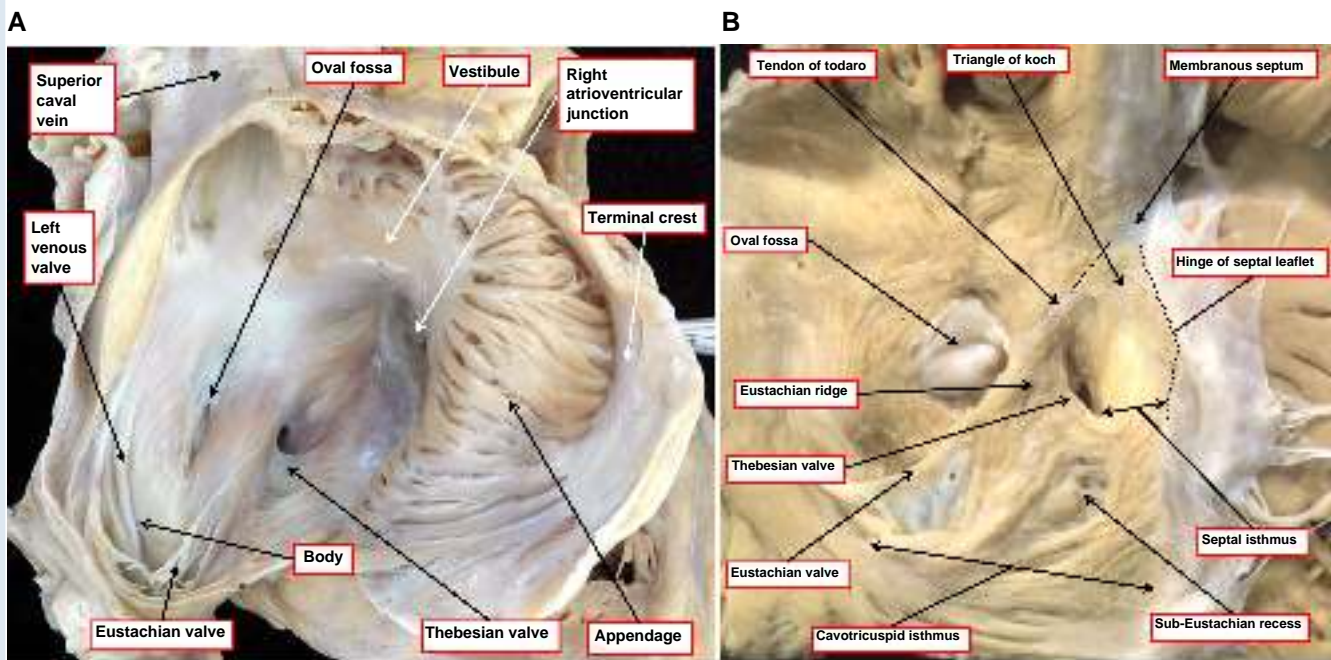 A
B
Superior
caval
vein
Oval fossa
Vestibule
Right
atrioventricular
junction
Left
venous
valve
Terminal crest
Body
Eustachian valve
Thebesian valve
Appendage
Tendon of todaro
Triangle of koch
Membranous septum
Oval fossa
Hinge of septal leaflet
Eustachian ridge
Thebesian valve
Septal isthmus
Eustachian valve
Sub-Eustachian recess
Cavotricuspid isthmus